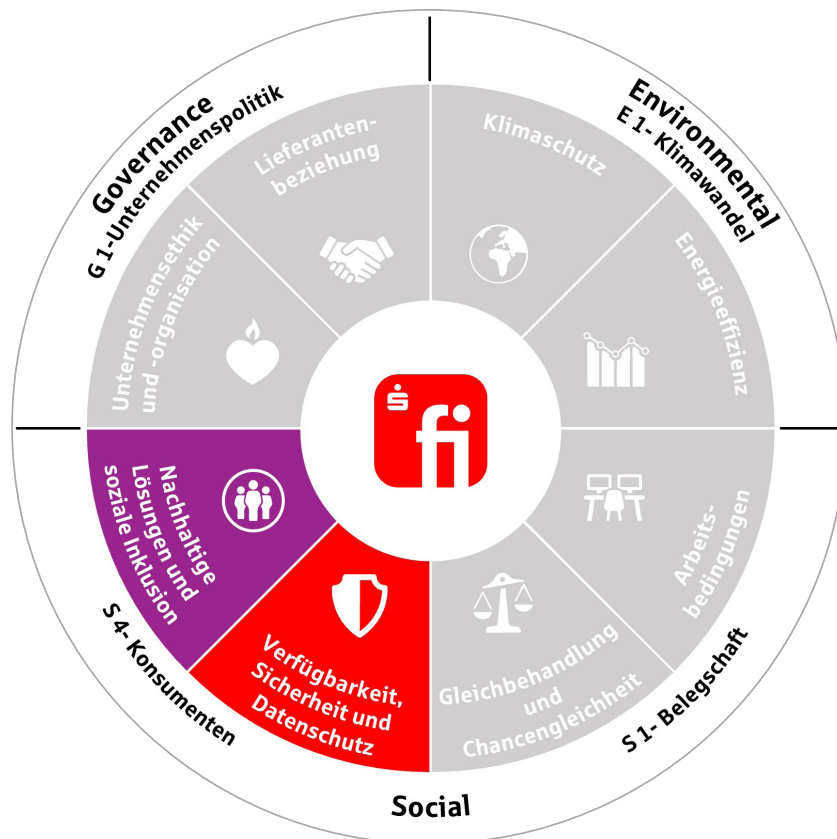 Governance
G 1-Unternehmenspolitik
Environmental
E 1- Klimawandel
Lieferanten-
beziehung
Klimaschutz
Unternehmensethik
und -organisation
Energieeffizienz
fi
Nachhaltige
Lösungen und
soziale Inklusion
Arbeits-
bedingungen
Verfügbarkeit,
Sicherheit und
Datenschutz
Gleichbehandlung
und
Chancengleichheit
S 4- Konsumenten
S 1- Belegschaft
Social